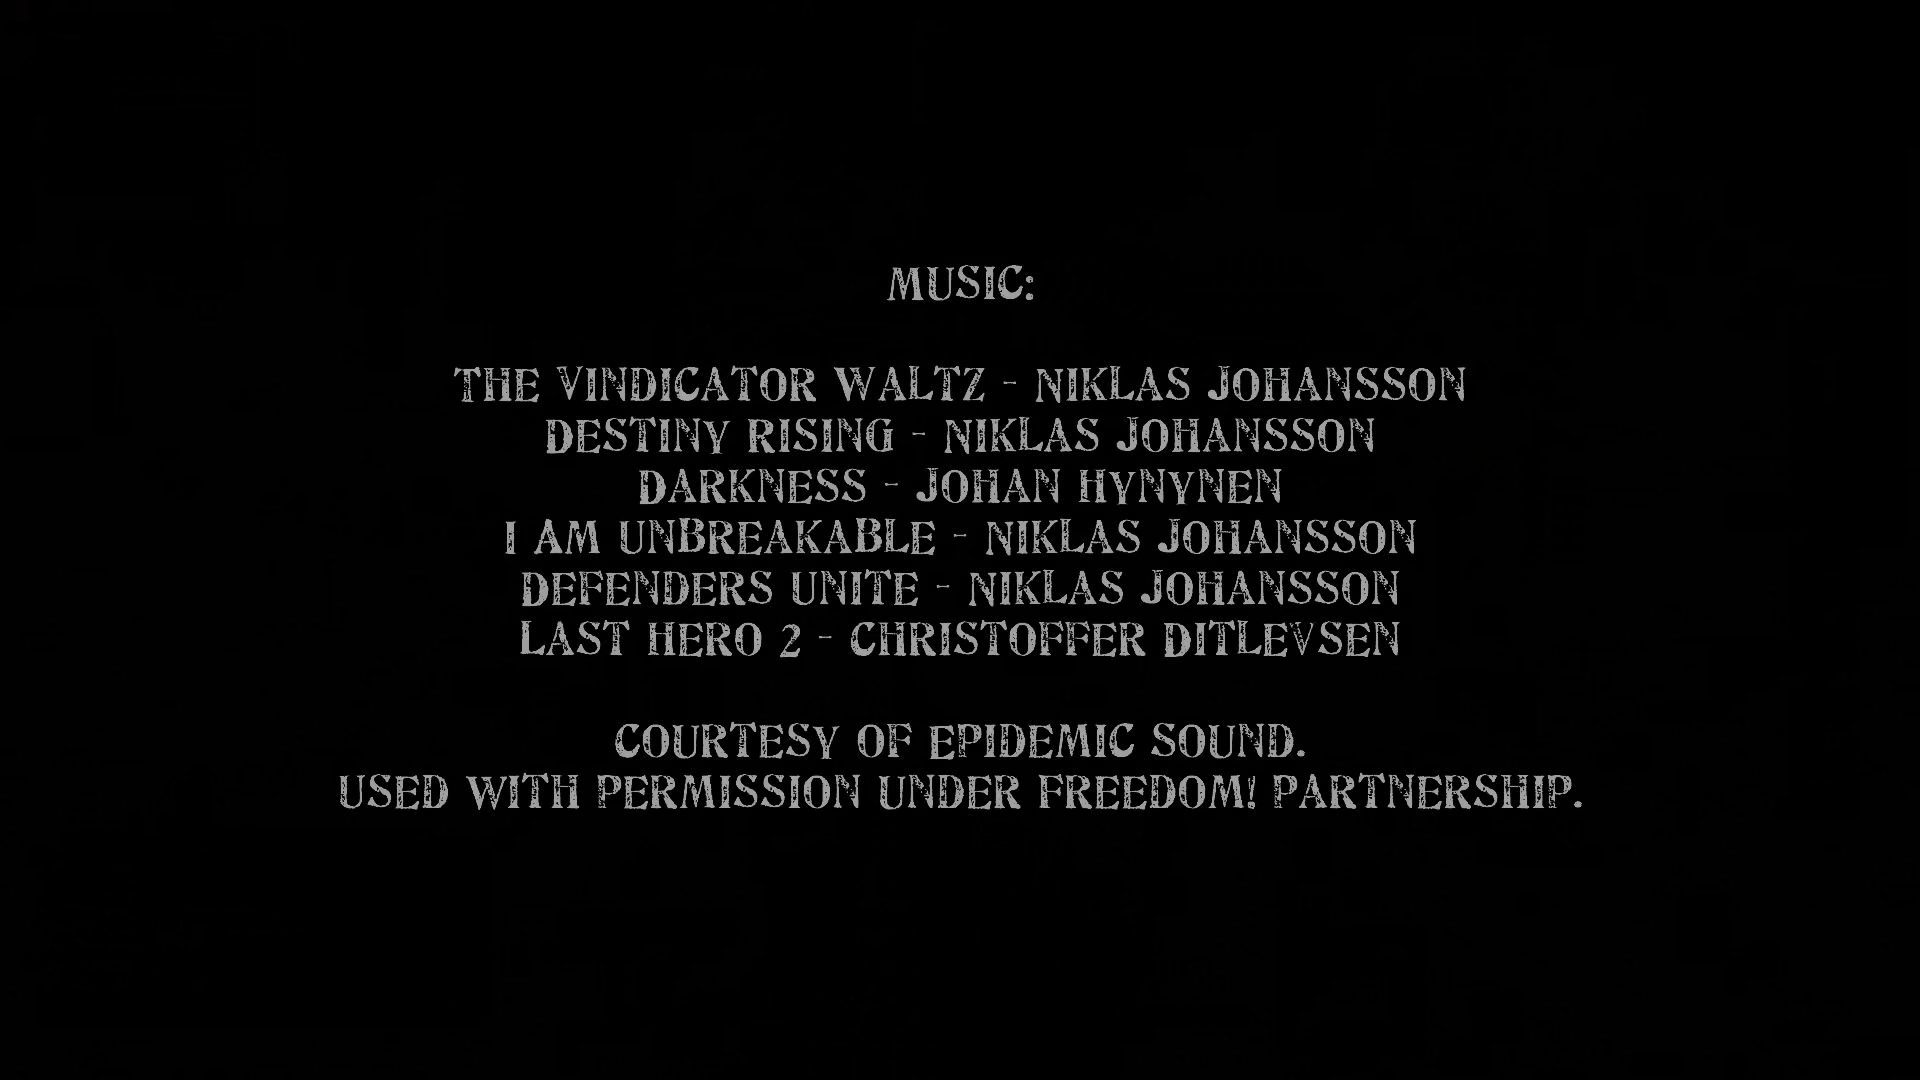 MUSIC:
THE VINDICATOR WALTZ - NIKLAS JOHANSSON
DESTINY RISING - NIKLAS JOHANSSON
DARKNESS - JOHAN HYNYNEN
I AM UNBREAKABLE - NIKLAS JOHANSSON
DEFENDERS UNITE - NIKLAS JOHANSSON
LAST HERO 2 - CHRISTOFFER DITLEVSEN
COURTESY OF EPIDEMIC SOUND.
USED WITH PERMISSION UNDER FREEDOM! PARTNERSHIP.